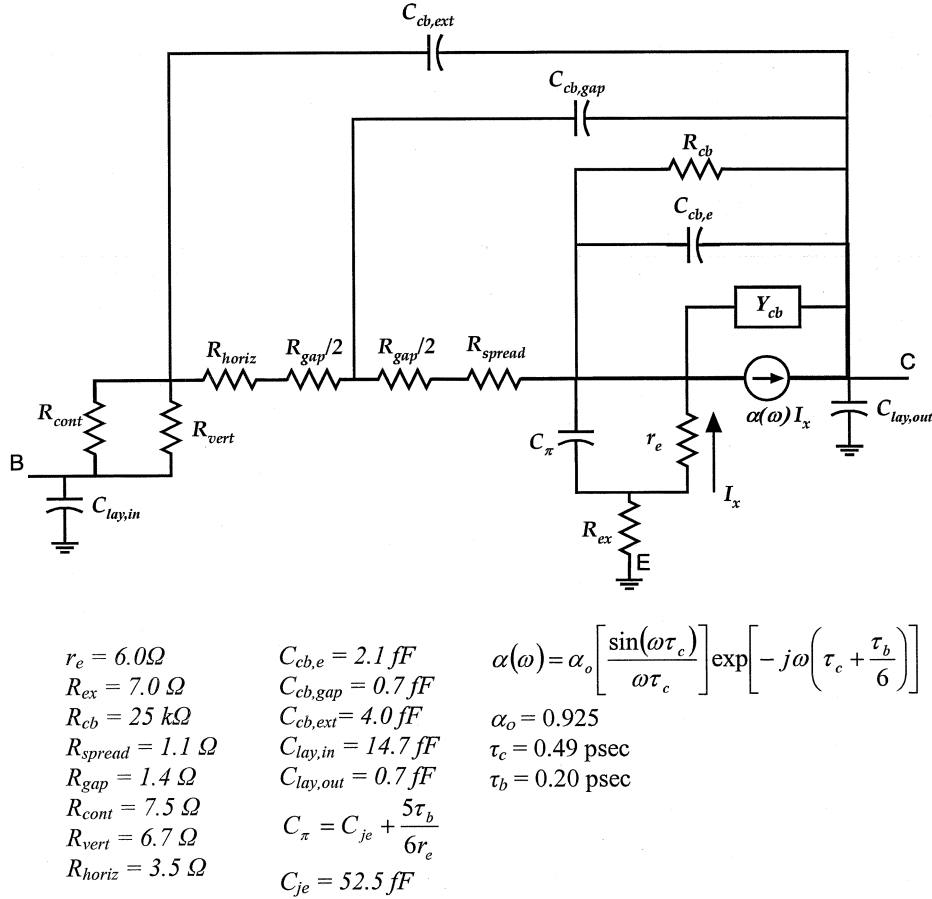 C_cb,ext
C_cb,gap
R_cb
C_cb,e
Y_cb
R_horiz R_gap/2 R_gap/2 R_spread
C
R_cont
R_vert
C_π
r_e
α(ω) I_x
C_lay,out
B
C_lay,in
I_x
R_ex
E
r_e = 6.0Ω
R_ex = 7.0 Ω
R_cb = 25 kΩ
R_spread = 1.1 Ω
R_gap = 1.4 Ω
R_cont = 7.5 Ω
R_vert = 6.7 Ω
R_horiz = 3.5 Ω
C_cb,e = 2.1 fF
C_cb,gap = 0.7 fF
C_cb,ext= 4.0 fF
C_lay,in = 14.7 fF
C_lay,out = 0.7 fF
C_π = C_je + 5τ_b / 6r_e
C_je = 52.5 fF
α(ω) = α_o [ sin(ωτ_c) / ωτ_c ] exp[ − jω( τ_c + τ_b / 6 ) ]
α_o = 0.925
τ_c = 0.49 psec
τ_b = 0.20 psec